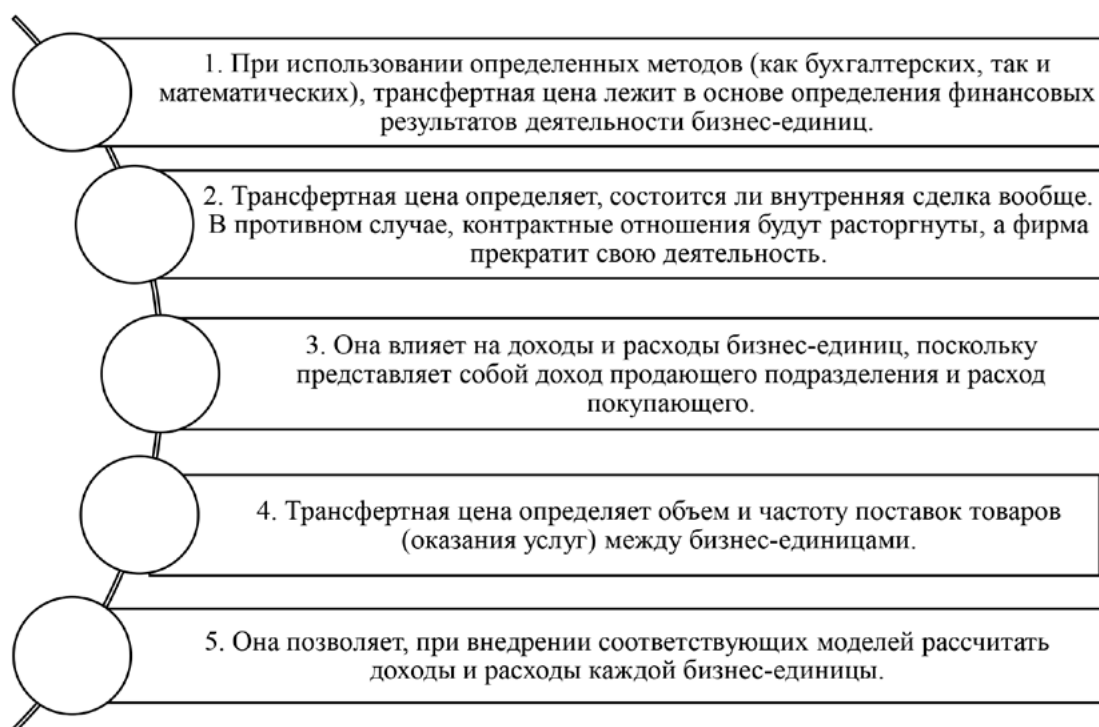 1. При использовании определенных методов (как бухгалтерских, так и
математических), трансфертная цена лежит в основе определения финансовых
результатов деятельности бизнес-единиц.
2. Трансфертная цена определяет, состоится ли внутренняя сделка вообще.
В противном случае, контрактные отношения будут расторгнуты, а фирма
прекратит свою деятельность.
3. Она влияет на доходы и расходы бизнес-единиц, поскольку
представляет собой доход продающего подразделения и расход
покупающего.
4. Трансфертная цена определяет объем и частоту поставок товаров
(оказания услуг) между бизнес-единицами.
5. Она позволяет, при внедрении соответствующих моделей рассчитать
доходы и расходы каждой бизнес-единицы.